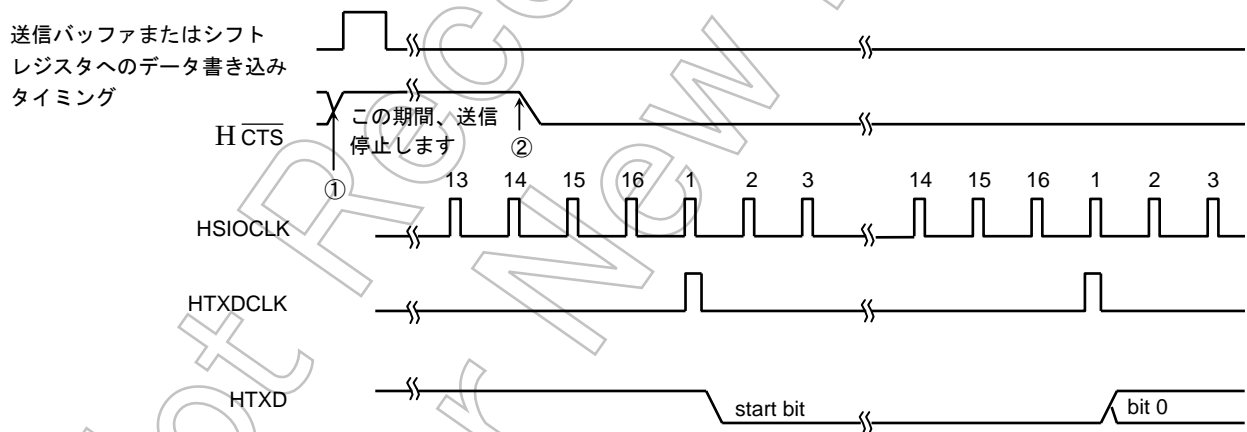 送信バッファまたはシフト
レジスタへのデータ書き込み
タイミング
H CTS
この期間、送信
停止します
① ②
13 14 15 16 1 2 3 14 15 16 1 2 3
HSIOCLK
HTXDCLK
HTXD
start bit
bit 0